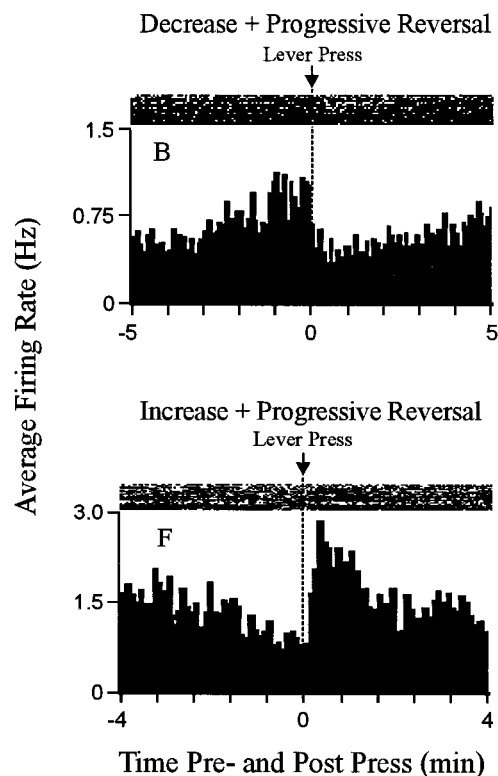 Decrease + Progressive Reversal
Lever Press
B
1.5
0.75
0
-5
0
5
Average Firing Rate (Hz)
Increase + Progressive Reversal
Lever Press
F
3.0
1.5
0
-4
0
4
Time Pre- and Post Press (min)